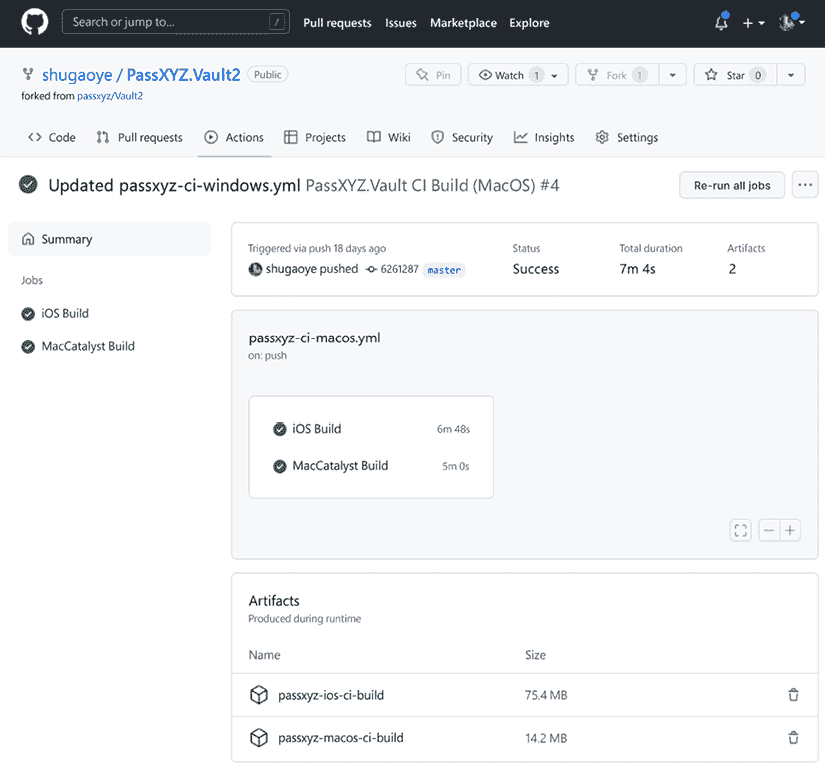 Search or jump to... / Pull requests Issues Marketplace Explore
shugaoye / PassXYZ.Vault2 Public Pin Watch 1 Fork 1 Star 0
forked from passxyz/Vault2
Code Pull requests Actions Projects Wiki Security Insights Settings
Updated passxyz-ci-windows.yml PassXYZ.Vault CI Build (MacOS) #4 Re-run all jobs ...
Summary
Jobs
iOS Build
MacCatalyst Build
Triggered via push 18 days ago Status Total duration Artifacts
shugaoye pushed 6261287 master Success 7m 4s 2
passxyz-ci-macos.yml
on: push
iOS Build 6m 48s
MacCatalyst Build 5m 0s
Artifacts
Produced during runtime
Name Size
passxyz-ios-ci-build 75.4 MB
passxyz-macos-ci-build 14.2 MB